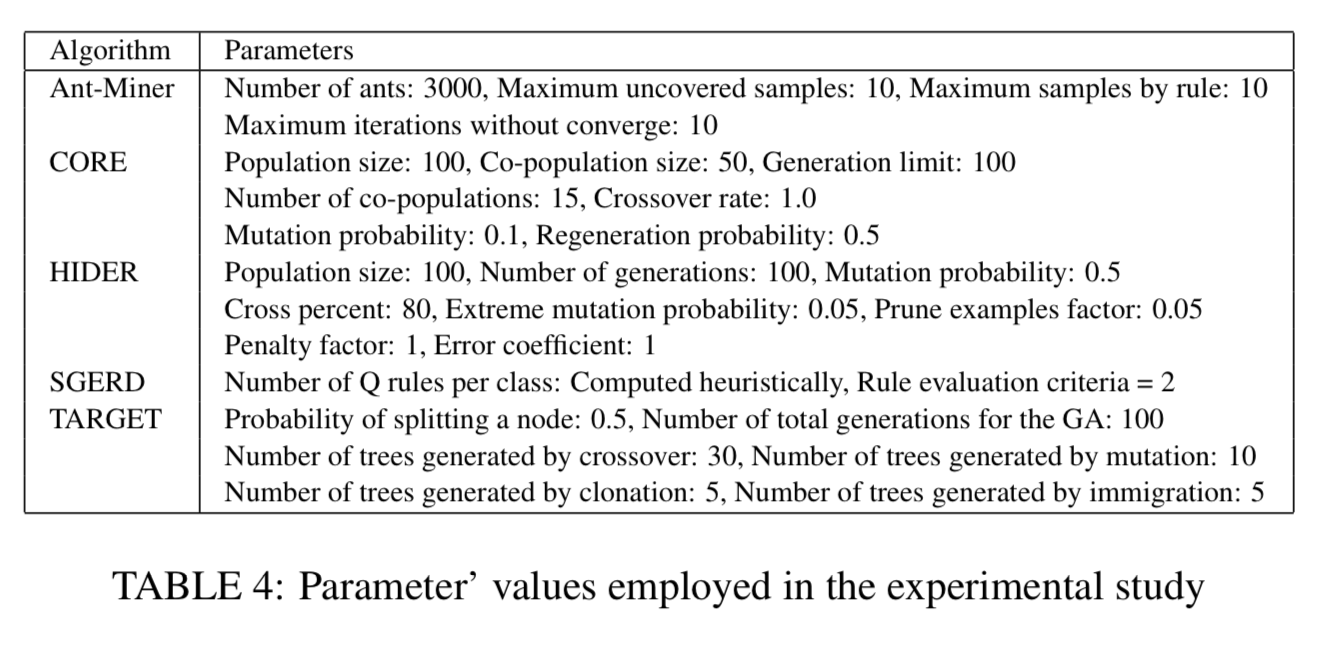 Algorithm Parameters
Ant-Miner Number of ants: 3000, Maximum uncovered samples: 10, Maximum samples by rule: 10
Maximum iterations without converge: 10
CORE Population size: 100, Co-population size: 50, Generation limit: 100
Number of co-populations: 15, Crossover rate: 1.0
Mutation probability: 0.1, Regeneration probability: 0.5
HIDER Population size: 100, Number of generations: 100, Mutation probability: 0.5
Cross percent: 80, Extreme mutation probability: 0.05, Prune examples factor: 0.05
Penalty factor: 1, Error coefficient: 1
SGERD Number of Q rules per class: Computed heuristically, Rule evaluation criteria = 2
TARGET Probability of splitting a node: 0.5, Number of total generations for the GA: 100
Number of trees generated by crossover: 30, Number of trees generated by mutation: 10
Number of trees generated by clonation: 5, Number of trees generated by immigration: 5
TABLE 4: Parameter’ values employed in the experimental study